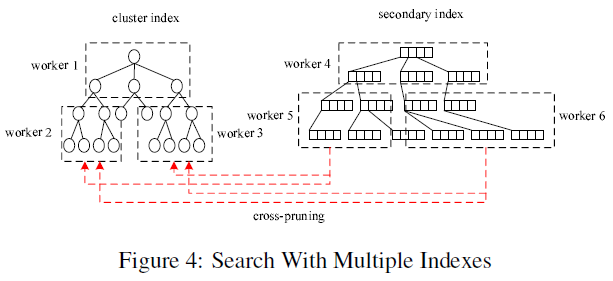 cluster index
secondary index
worker 1
worker 4
worker 2
worker 3
worker 5
worker 6
cross-pruning
Figure 4: Search With Multiple Indexes